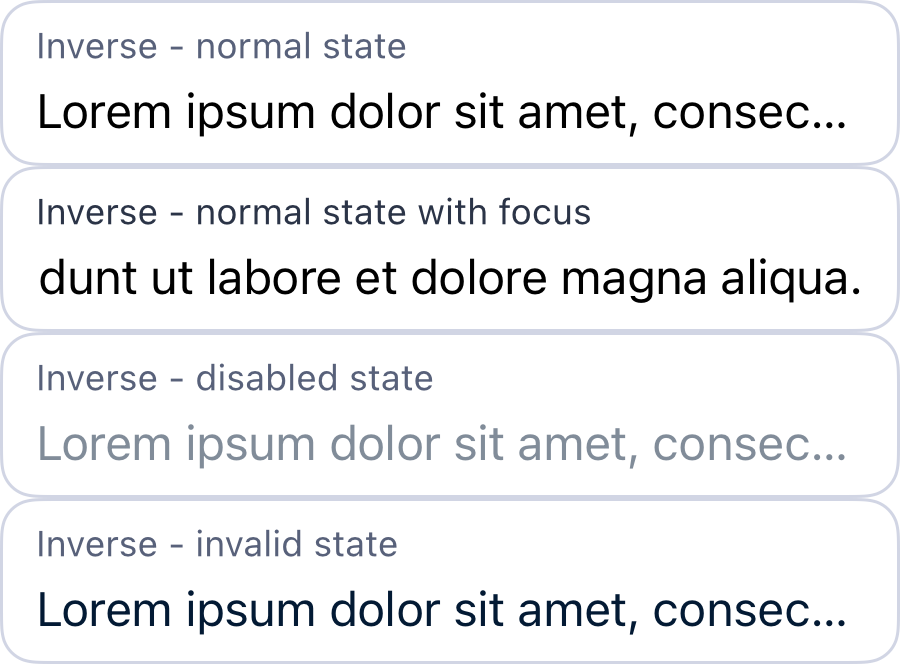 Inverse - normal state
Lorem ipsum dolor sit amet, consec...
Inverse - normal state with focus
dunt ut labore et dolore magna aliqua.
Inverse - disabled state
Lorem ipsum dolor sit amet, consec...
Inverse - invalid state
Lorem ipsum dolor sit amet, consec...